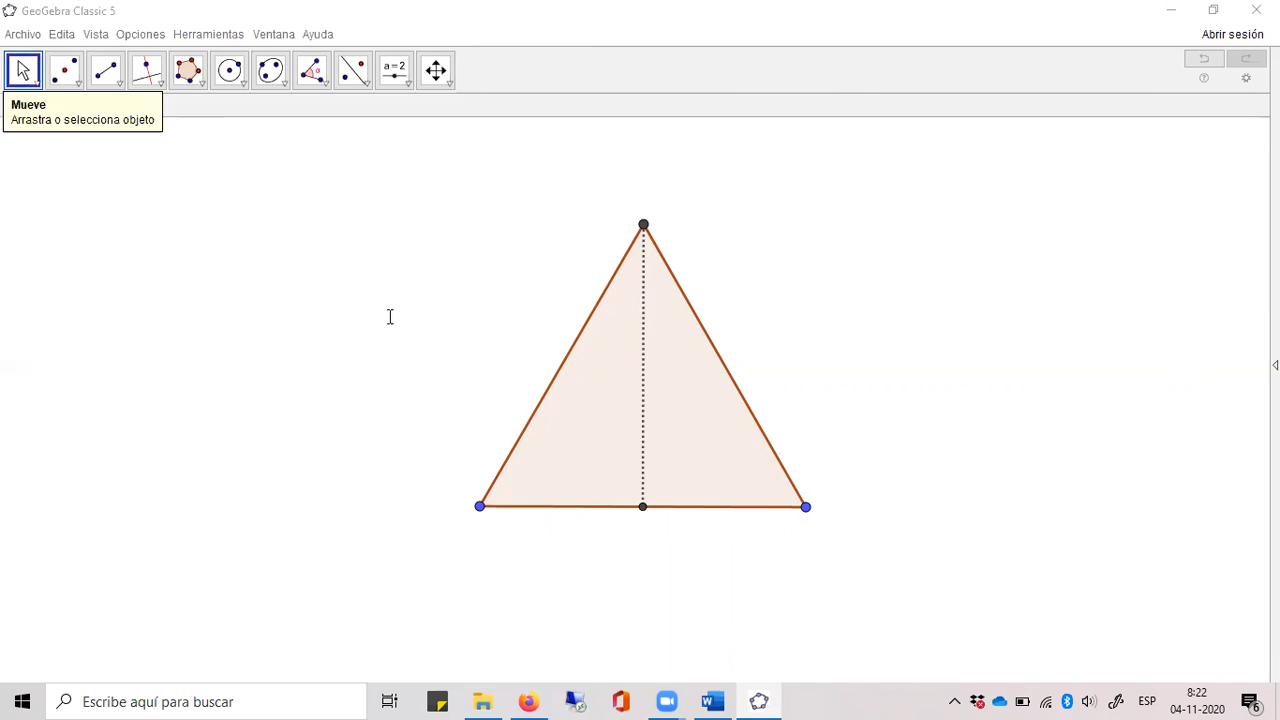 GeoGebra Classic 5
Archivo Edita Vista Opciones Herramientas Ventana Ayuda
Abrir sesión
a=2
α
Mueve
Arrastra o selecciona objeto
Escribe aquí para buscar
ESP
8:22
04-11-2020
6